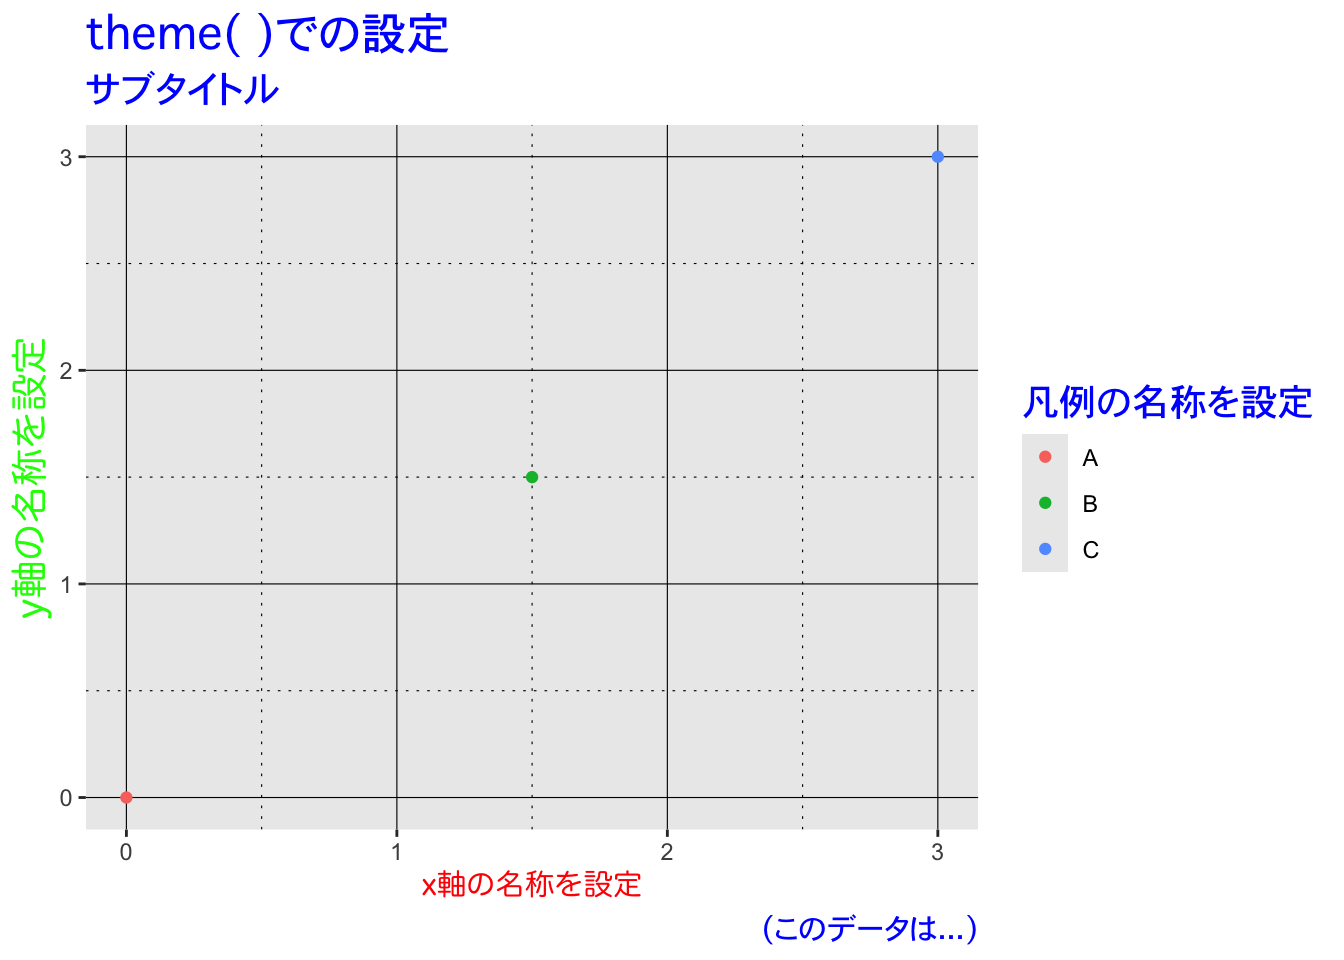 theme( )での設定
サブタイトル
3
2
1
0
y軸の名称を設定
0 1 2 3
x軸の名称を設定
(このデータは...)
凡例の名称を設定
A
B
C